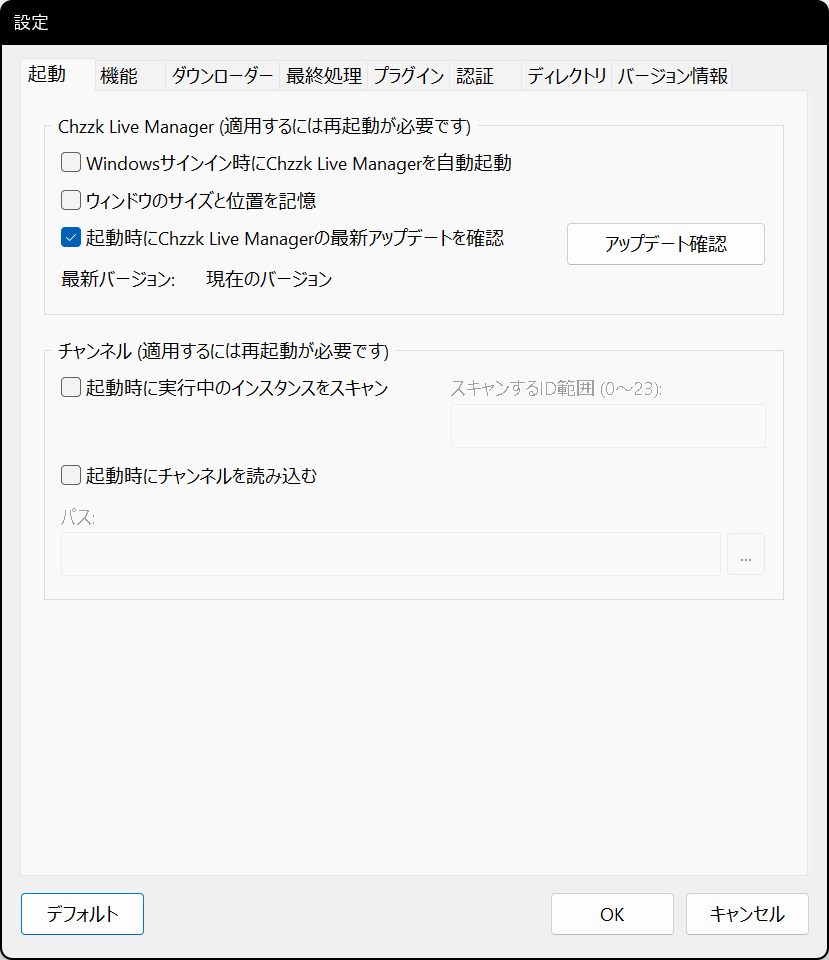 設定
起動 機能 ダウンローダー 最終処理 プラグイン 認証 ディレクトリ バージョン情報
Chzzk Live Manager (適用するには再起動が必要です)
Windowsサインイン時にChzzk Live Managerを自動起動
ウィンドウのサイズと位置を記憶
起動時にChzzk Live Managerの最新アップデートを確認
アップデート確認
最新バージョン: 現在のバージョン
チャンネル (適用するには再起動が必要です)
起動時に実行中のインスタンスをスキャン スキャンするID範囲 (0～23):
起動時にチャンネルを読み込む
パス:
...
デフォルト OK キャンセル